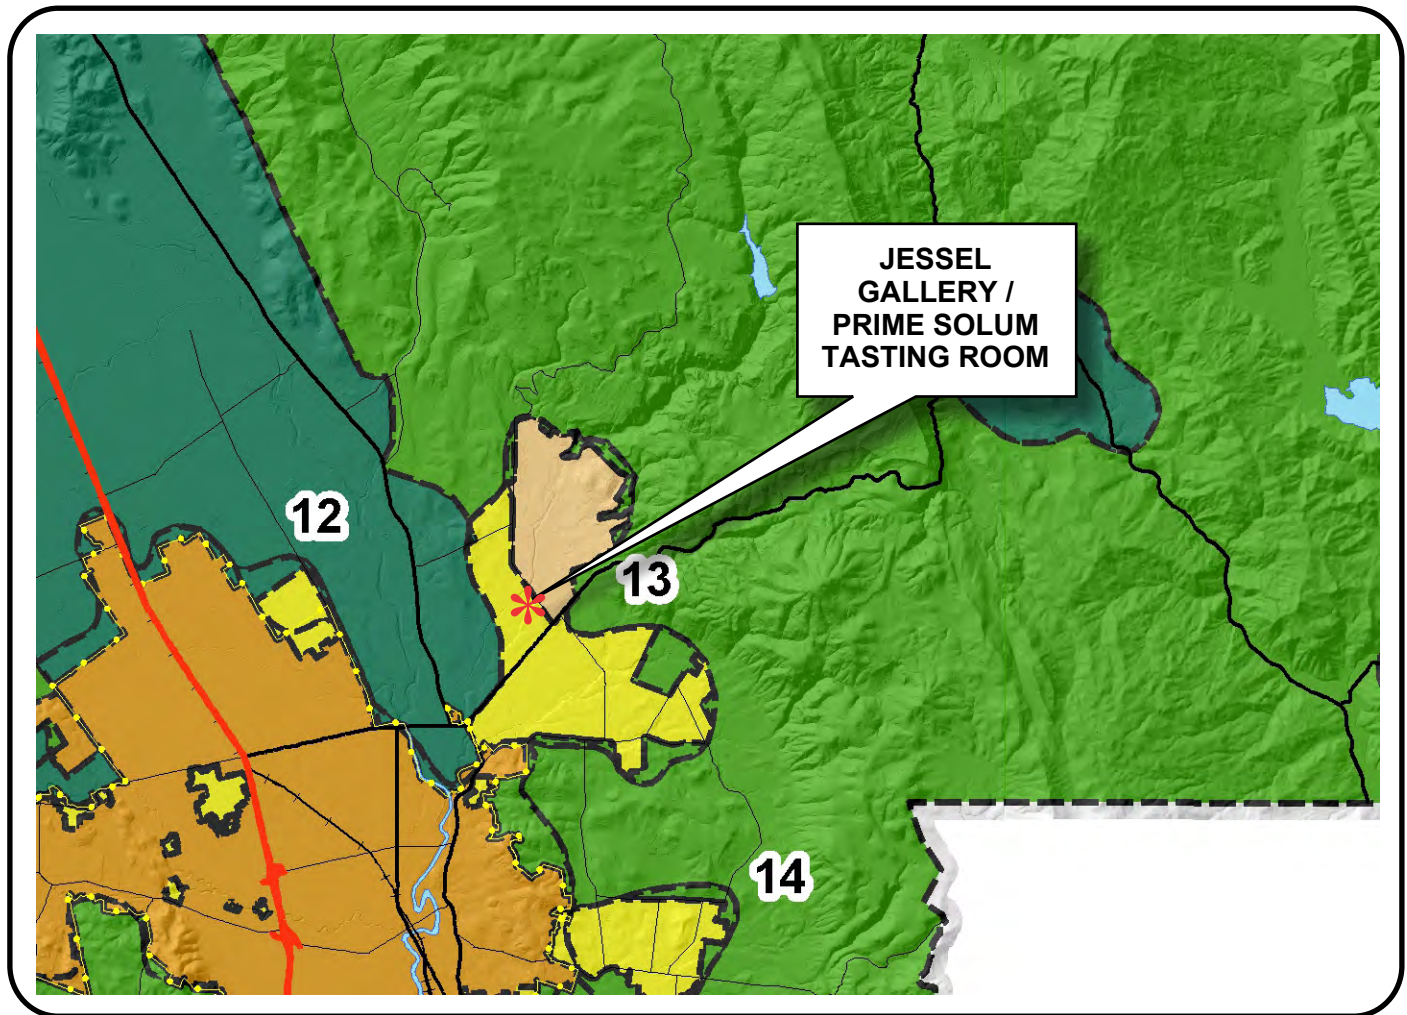 JESSEL
GALLERY /
PRIME SOLUM
TASTING ROOM
12
13
14